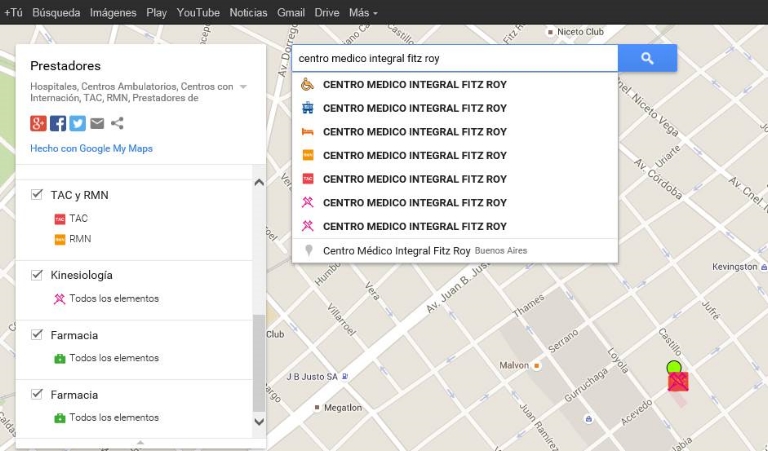 +Tú Búsqueda Imágenes Play YouTube Noticias Gmail Drive Más
Prestadores
Hospitales, Centros Ambulatorios, Centros con
Internación, TAC, RMN, Prestadores de
Hecho con Google My Maps
TAC y RMN
TAC
RMN
Kinesiología
Todos los elementos
Farmacia
Todos los elementos
Farmacia
Todos los elementos
centro medico integral fitz roy
CENTRO MEDICO INTEGRAL FITZ ROY
CENTRO MEDICO INTEGRAL FITZ ROY
CENTRO MEDICO INTEGRAL FITZ ROY
RMN CENTRO MEDICO INTEGRAL FITZ ROY
TAC CENTRO MEDICO INTEGRAL FITZ ROY
CENTRO MEDICO INTEGRAL FITZ ROY
CENTRO MEDICO INTEGRAL FITZ ROY
Centro Médico Integral Fitz Roy Buenos Aires
Niceto Club
Av. Dorrego
Fitz Roy
Cnel. Niceto Vega
Uriarte
Av. Córdoba
Av. Cnel.
Kevingston
Av. Juan B. Justo
Humbo
Vera
Villarroel
Club
J B Justo SA
Megatlon
Thames
Serrano
Malvon
Gurruchaga
Loyola
Castillo
Jufre
Acevedo
Juan Ramírez